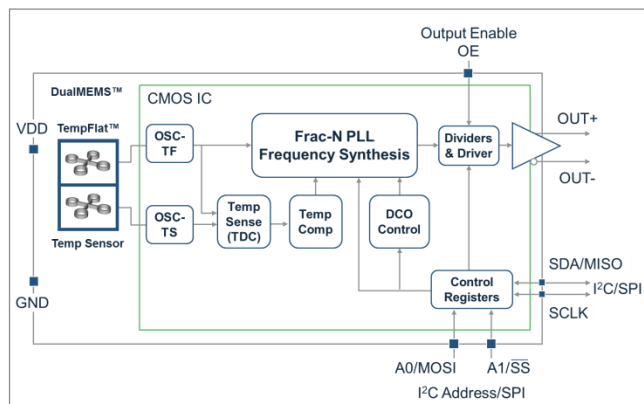 Output Enable
OE
DualMEMS™
CMOS IC
VDD
TempFlat™
OSC-
TF
Frac-N PLL
Frequency Synthesis
Dividers
& Driver
OUT+
OUT-
OSC-
TS
Temp
Sense
(TDC)
Temp
Comp
DCO
Control
Temp Sensor
Control
Registers
SDA/MISO
I²C/SPI
SCLK
GND
A0/MOSI
A1/S̅S̅
I²C Address/SPI